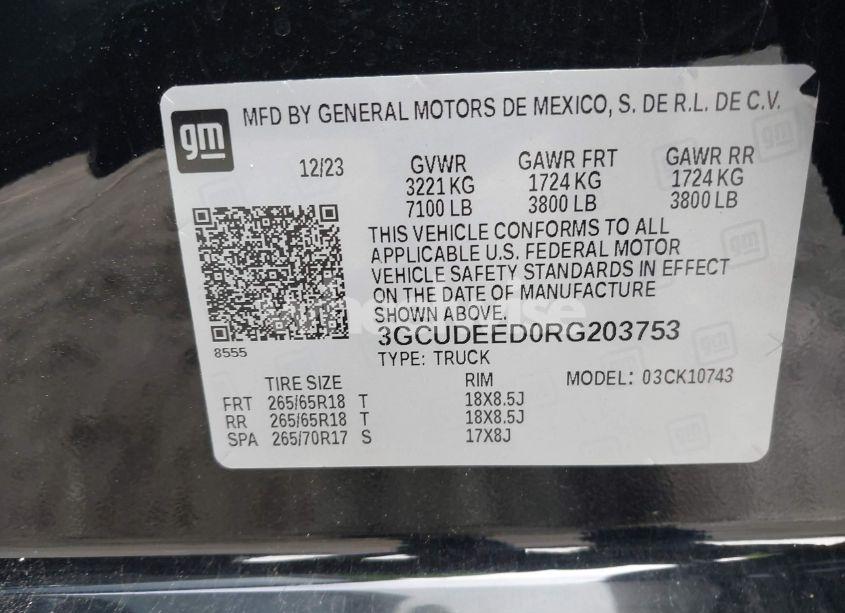 gm
MFD BY GENERAL MOTORS DE MEXICO, S. DE R.L. DE C.V.
12/23 GVWR GAWR FRT GAWR RR
3221 KG 1724 KG 1724 KG
7100 LB 3800 LB 3800 LB
THIS VEHICLE CONFORMS TO ALL
APPLICABLE U.S. FEDERAL MOTOR
VEHICLE SAFETY STANDARDS IN EFFECT
ON THE DATE OF MANUFACTURE
SHOWN ABOVE.
3GCUDEED0RG203753
8555
TYPE: TRUCK
TIRE SIZE RIM MODEL: 03CK10743
FRT 265/65R18 T 18X8.5J
RR 265/65R18 T 18X8.5J
SPA 265/70R17 S 17X8J